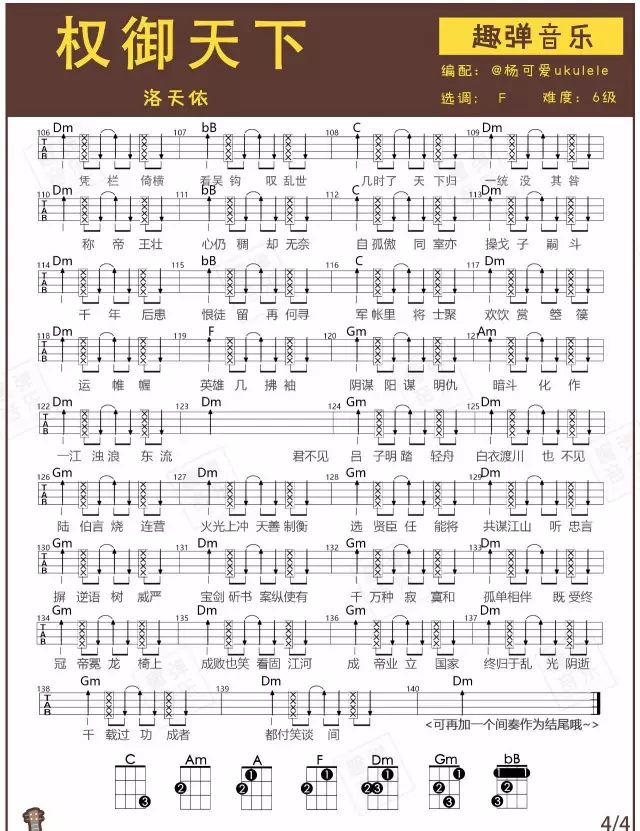 权御天下
趣弹音乐
编配：@杨可爱ukulele
洛天依
选调： F 难度：6级
106 Dm 107 bB 108 C 109 Dm
凭 栏 倚横 看吴 钩 叹 乱世 几时了 天 下归 一统 没 其 咎
110 Dm 111 bB 112 C 113 Dm
称 帝 王壮 心仍 稠 却 无奈 自 孤傲 同 室亦 操戈 子 嗣 斗
114 Dm 115 bB 116 C 117 Dm
千 年 后患 恨徒 留 再 何寻 军 帐里 将 士聚 欢饮 赏 箜 篌
118 Dm 119 F 120 Gm 121 Am
运 帷 幄 英雄 几 拂 袖 阴谋 阳 谋 明仇 暗斗 化 作
122 Dm 123 Dm 124 Gm 125 Dm
一江 浊 浪 东 流 君不见 吕 子明 踏 轻舟 白衣渡川 也 不见
126 Gm 127 Dm 128 Gm 129 Dm
陆 伯言 烧 连营 火光上冲 天善 制衡 选 贤臣 任 能将 共谋江山 听 忠言
130 Gm 131 Dm 132 Gm 133 Dm
摒 逆语 树 威严 宝剑 斫书 案纵使有 千 万种 寂 寞和 孤单相伴 既 受终
134 Gm 135 Dm 136 Gm 137 Dm
冠 帝冕 龙 椅上 成败也笑 看固 江河 成 帝业 立 国家 终归于乱 光 阴逝
138 Gm 139 Dm 140 Dm
千 载过 功 成者 都付笑谈 间
<可再加一个间奏作为结尾哦~>
C Am A F Dm Gm bB
4/4